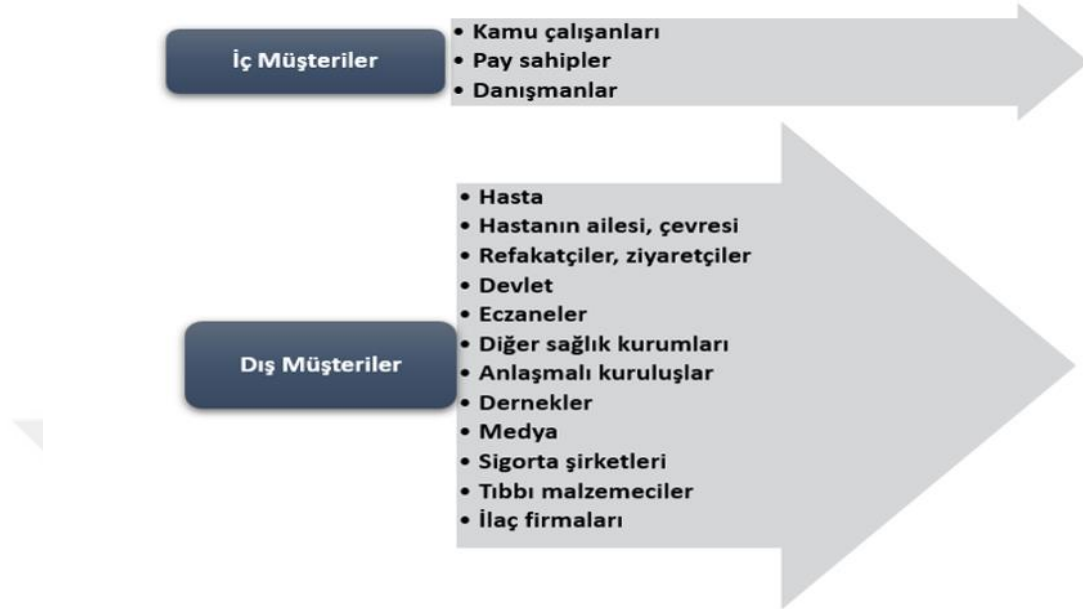 İç Müşteriler
• Kamu çalışanları
• Pay sahipler
• Danışmanlar
Dış Müşteriler
• Hasta
• Hastanın ailesi, çevresi
• Refakatçiler, ziyaretçiler
• Devlet
• Eczaneler
• Diğer sağlık kurumları
• Anlaşmalı kuruluşlar
• Dernekler
• Medya
• Sigorta şirketleri
• Tıbbı malzemeciler
• İlaç firmaları